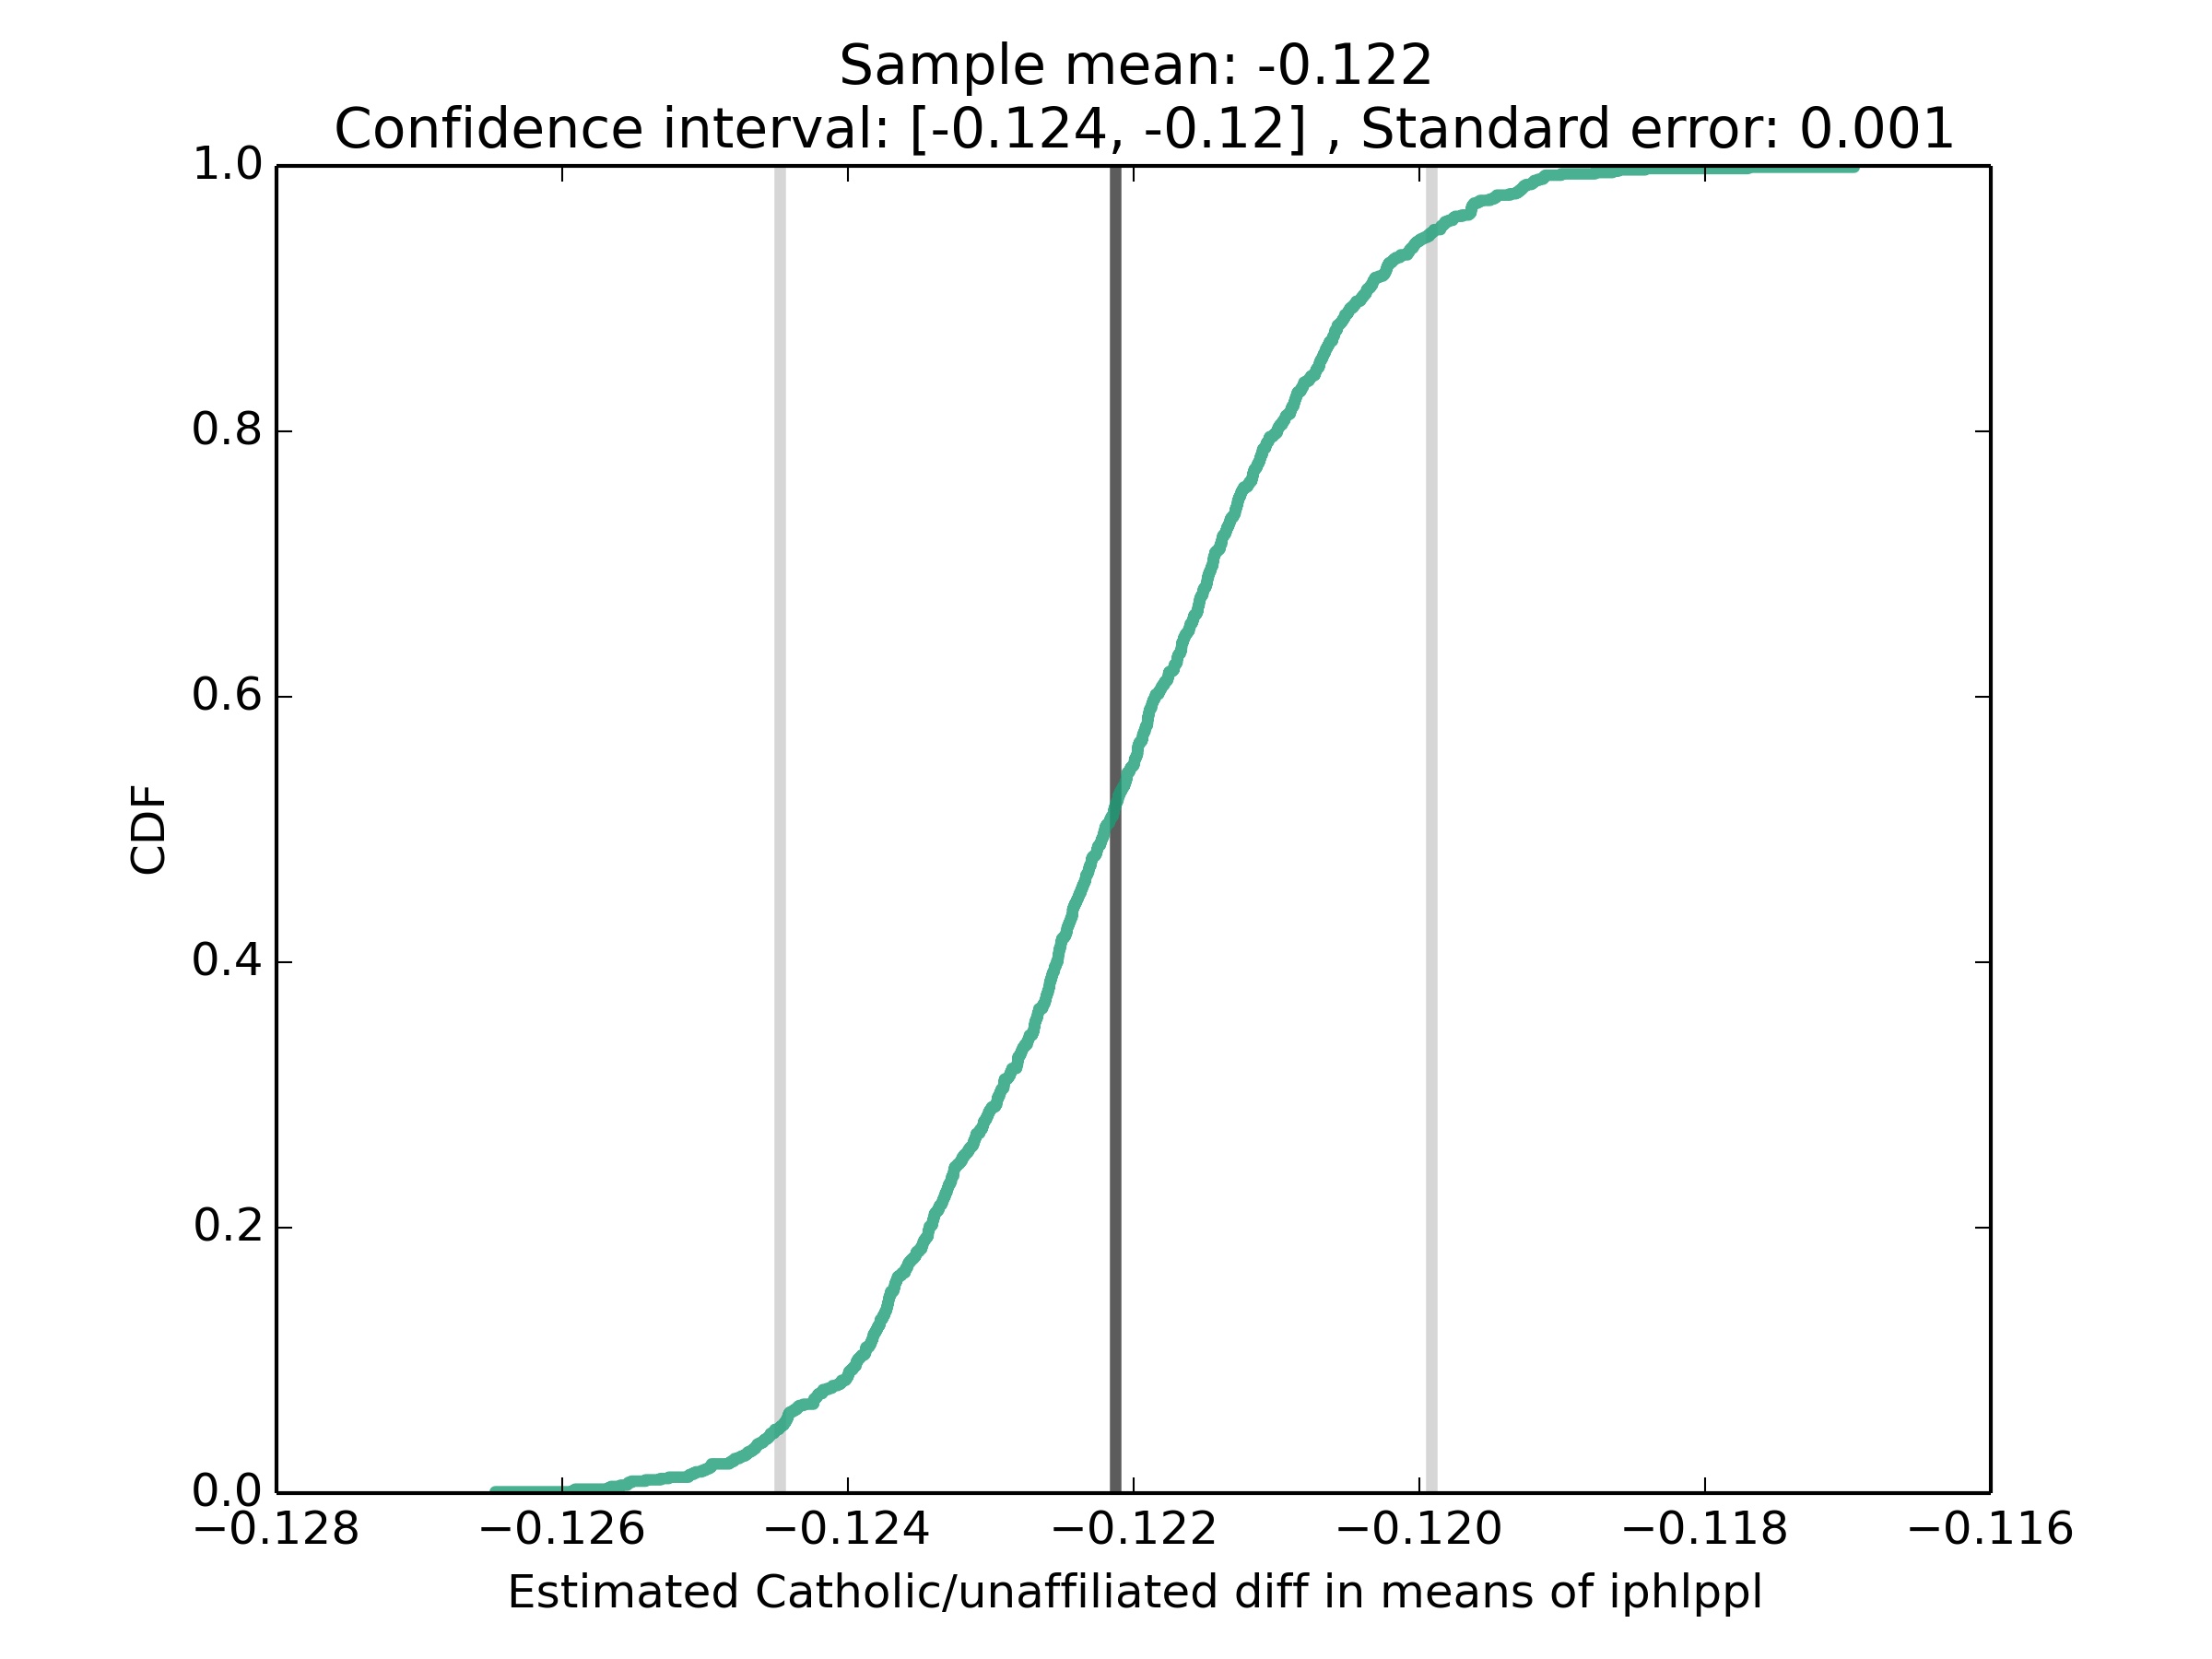 Sample mean: -0.122
Confidence interval: [-0.124, -0.12] , Standard error: 0.001
1.0
0.8
0.6
0.4
0.2
0.0
CDF
−0.128 −0.126 −0.124 −0.122 −0.120 −0.118 −0.116
Estimated Catholic/unaffiliated diff in means of iphlppl